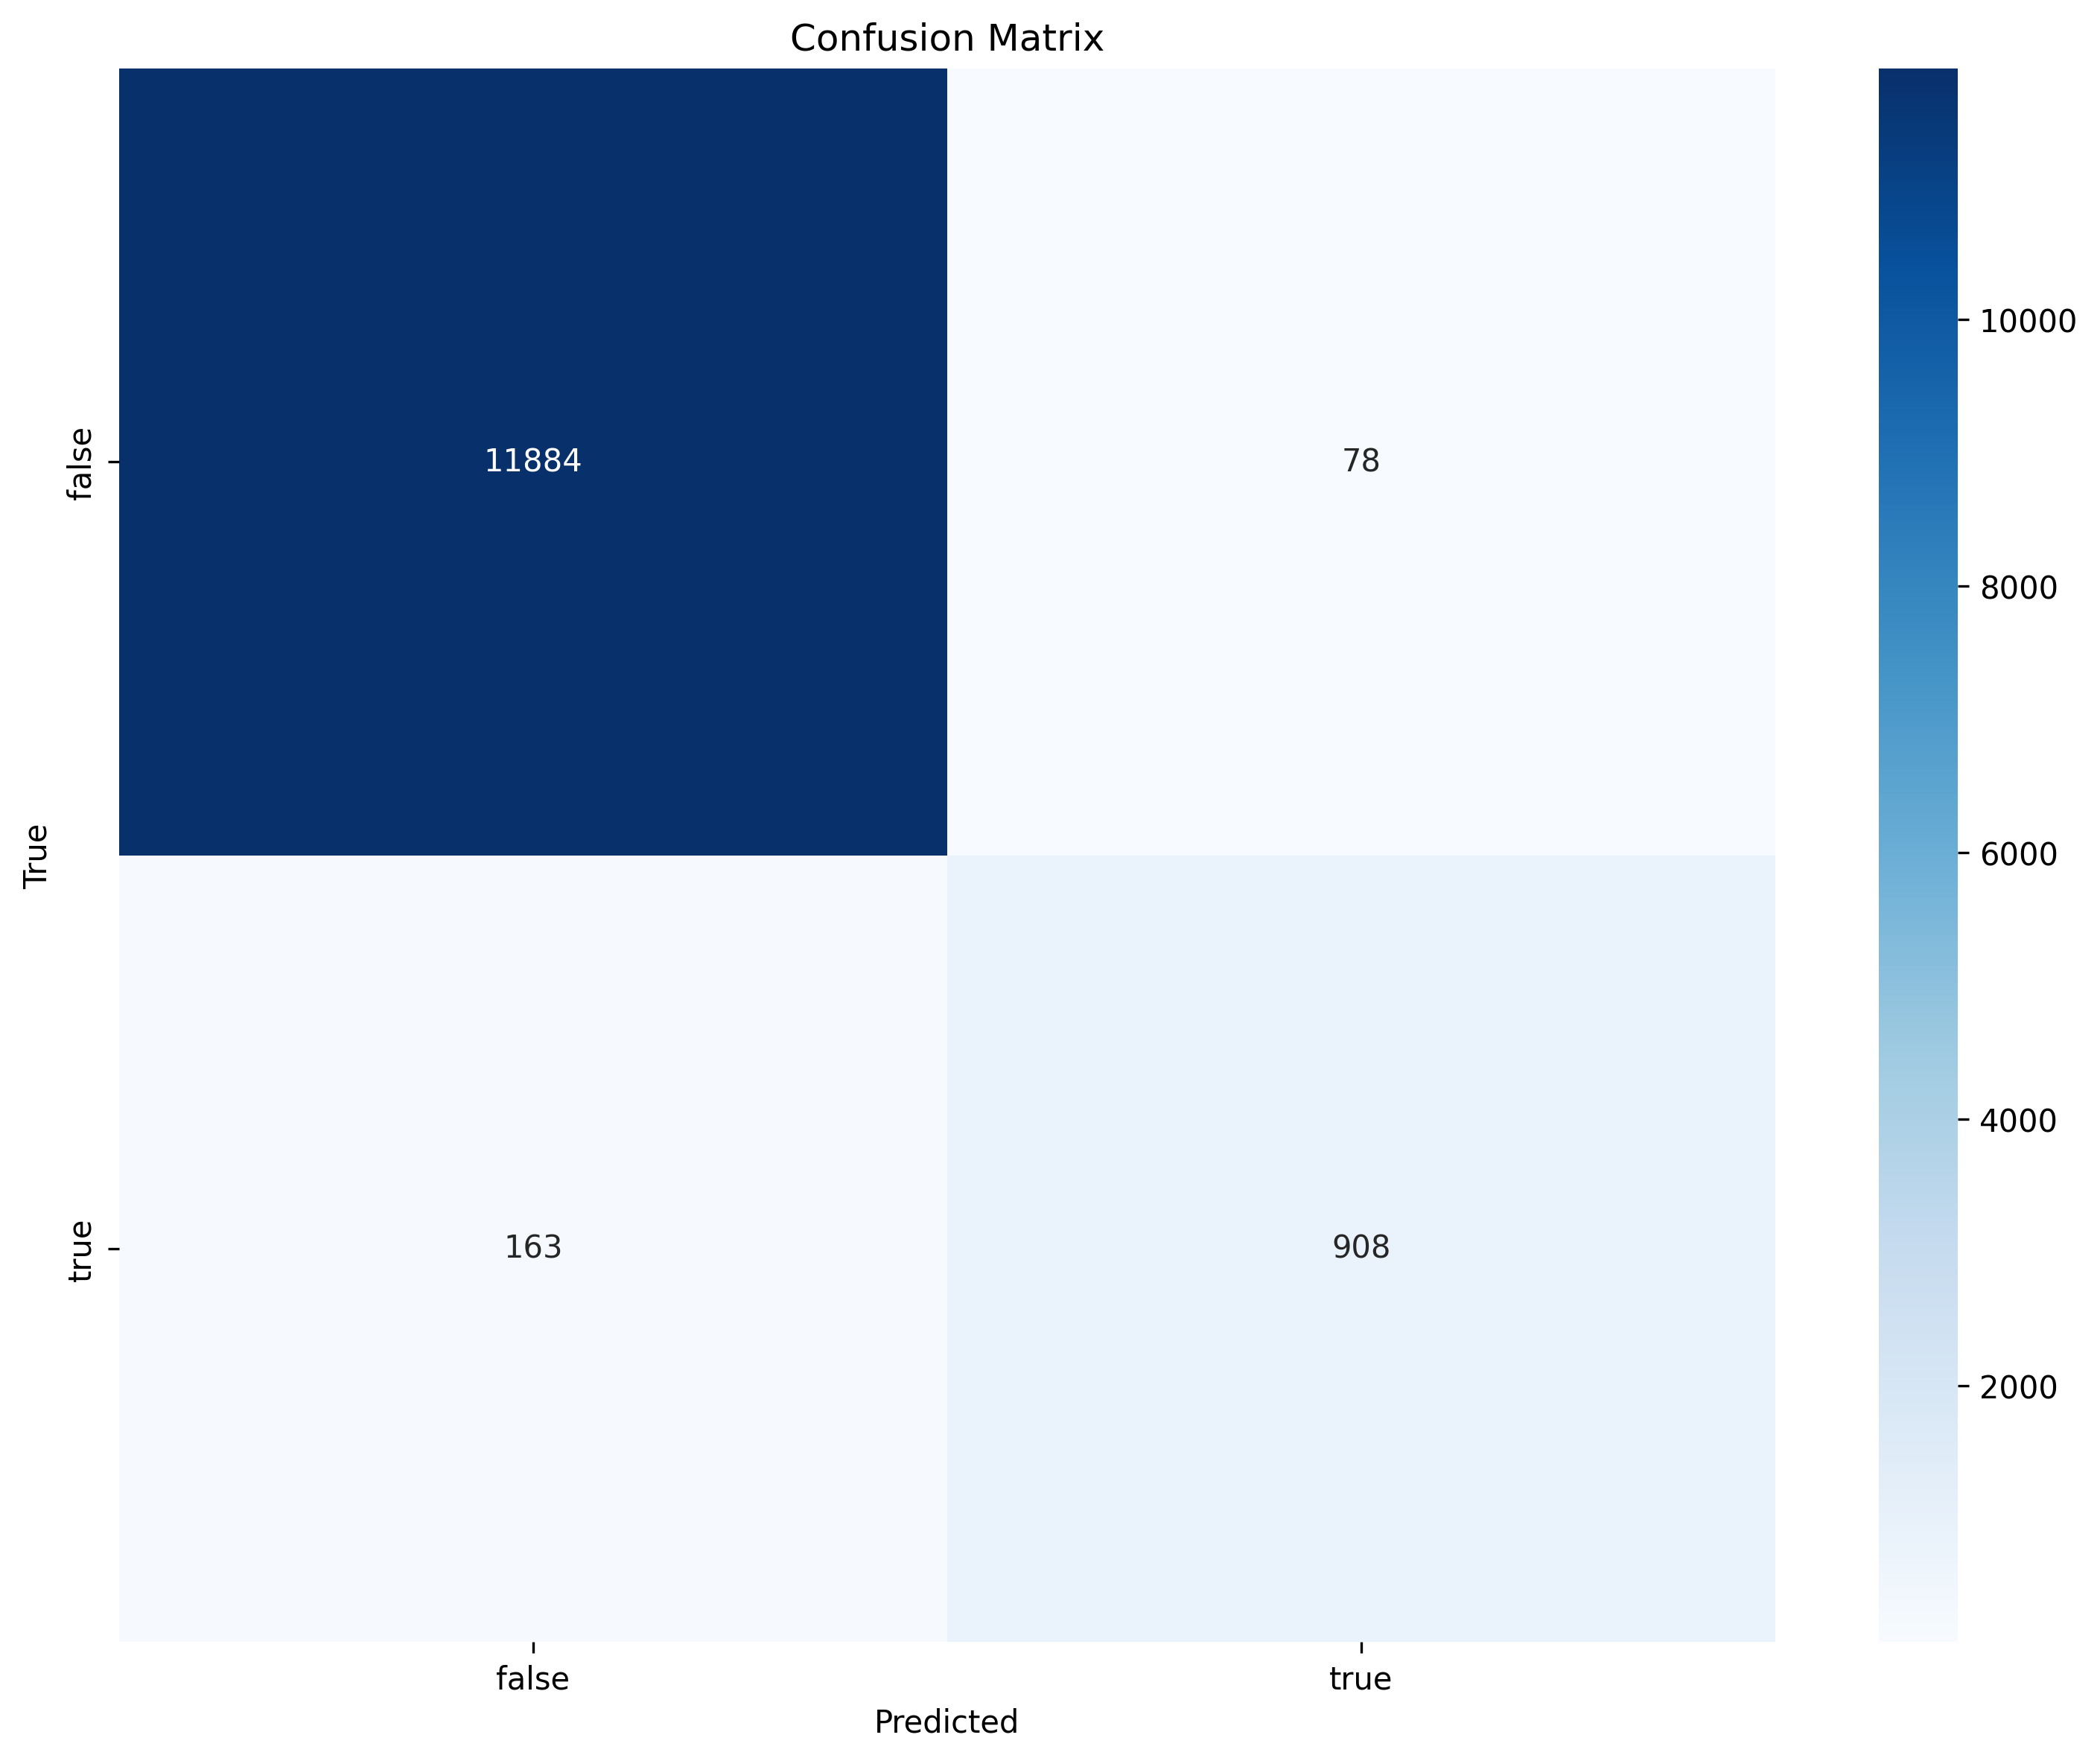 Confusion Matrix
false
11884
78
10000
8000
True
6000
true
163
908
4000
2000
false
true
Predicted